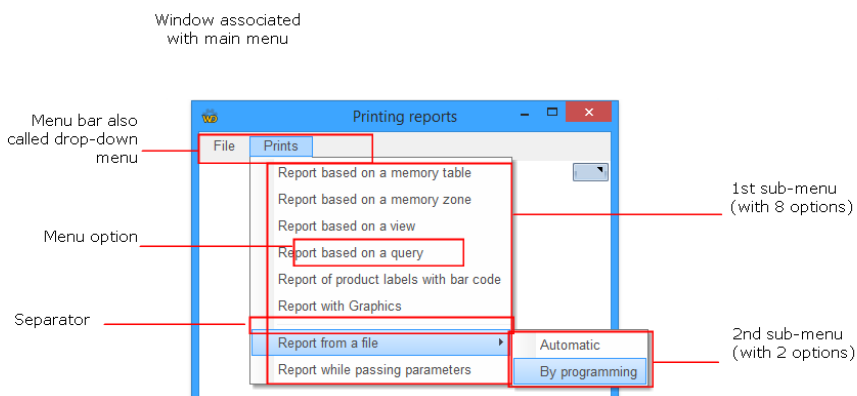 Window associated
with main menu
Printing reports
Menu bar also
called drop-down
menu
File Prints
Report based on a memory table
Report based on a memory zone
Report based on a view
Report based on a query
Report of product labels with bar code
Report with Graphics
Report from a file
Report while passing parameters
Menu option
Separator
1st sub-menu
(with 8 options)
Automatic
By programming
2nd sub-menu
(with 2 options)